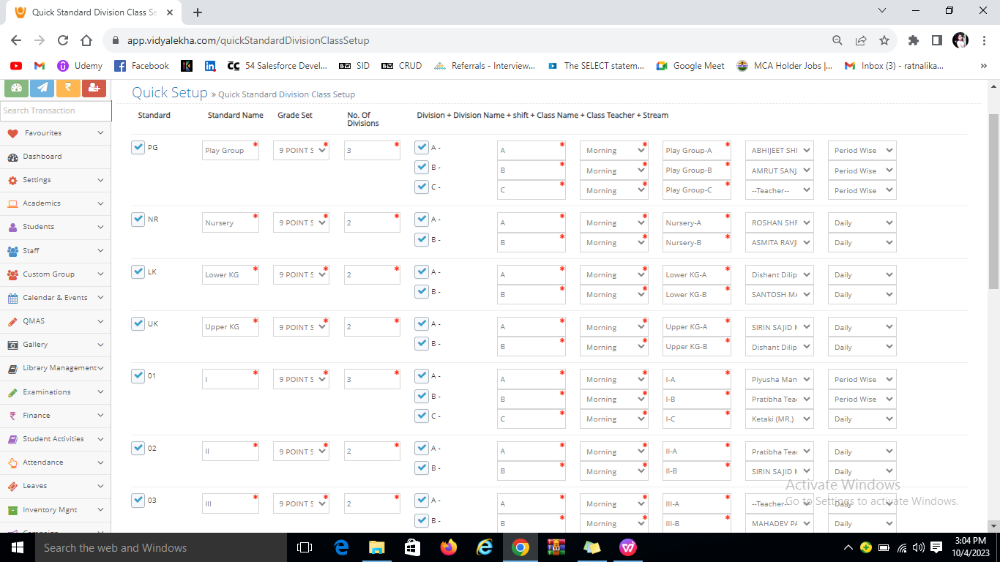 Quick Standard Division Class Se
app.vidyalekha.com/quickStandardDivisionClassSetup
Udemy
Facebook
54 Salesforce Devel...
SID
CRUD
Referrals - Interview...
The SELECT statem...
Google Meet
MCA Holder Jobs |...
Inbox (3) - ratnalika...
»
Search Transaction
Favourites
Dashboard
Settings
Academics
Students
Staff
Custom Group
Calendar & Events
QMAS
Gallery
Library Management
Examinations
Finance
Student Activities
Attendance
Leaves
Inventory Mgnt
Quick Setup » Quick Standard Division Class Setup
Standard Standard Name Grade Set No. Of Divisions Division + Division Name + shift + Class Name + Class Teacher + Stream
PG Play Group * 9 POINT S * 3 * A - A * Morning * Play Group-A * ABHIJEET SHI Period Wise
B - B * Morning * Play Group-B * AMRUT SANJ Period Wise
C - C * Morning * Play Group-C * --Teacher-- Period Wise
NR Nursery * 9 POINT S * 2 * A - A * Morning * Nursery-A * ROSHAN SHR Daily
B - B * Morning * Nursery-B * ASMITA RAVJI Daily
LK Lower KG * 9 POINT S * 2 * A - A * Morning * Lower KG-A * Dishant Dilip Daily
B - B * Morning * Lower KG-B * SANTOSH MA Daily
UK Upper KG * 9 POINT S * 2 * A - A * Morning * Upper KG-A * SIRIN SAJID M Daily
B - B * Morning * Upper KG-B * Dishant Dilip Daily
01 I * 9 POINT S * 3 * A - A * Morning * I-A * Piyusha Man Period Wise
B - B * Morning * I-B * Pratibha Tea Period Wise
C - C * Morning * I-C * Ketaki (MR.) Daily
02 II * 9 POINT S * 2 * A - A * Morning * II-A * Pratibha Tea Daily
B - B * Morning * II-B * SIRIN SAJID M Daily
03 III * 9 POINT S * 2 * A - A * Morning * III-A * --Teacher-- Daily
B - B * Morning * III-B * MAHADEV PA Daily
Activate Windows
Go to Settings to activate Windows.
Search the web and Windows
3:04 PM
10/4/2023